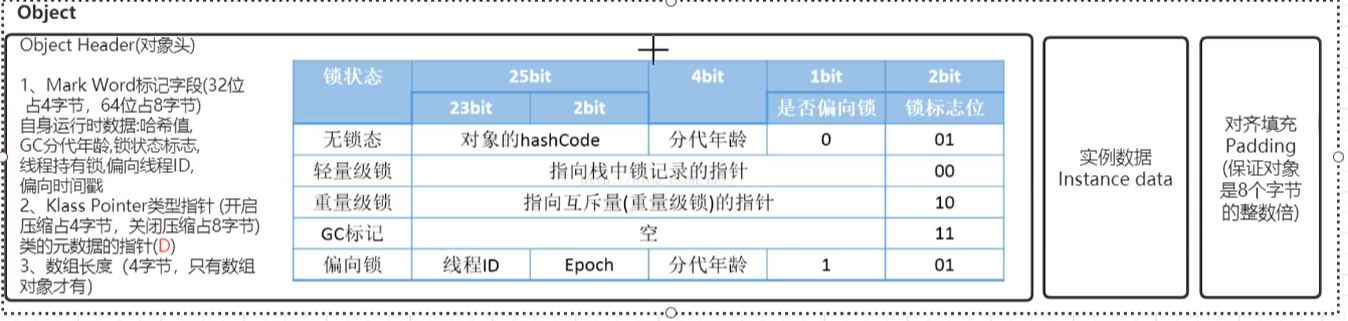 Object
Object Header(对象头)
1、Mark Word标记字段(32位
占4字节，64位占8字节)
自身运行时数据:哈希值,
GC分代年龄,锁状态标志,
线程持有锁,偏向线程ID,
偏向时间戳
2、Klass Pointer类型指针 (开启
压缩占4字节，关闭压缩占8字节)
类的元数据的指针(D)
3、数组长度（4字节，只有数组
对象才有）
锁状态 25bit 4bit 1bit 2bit
23bit 2bit 是否偏向锁 锁标志位
无锁态 对象的hashCode 分代年龄 0 01
轻量级锁 指向栈中锁记录的指针 00
重量级锁 指向互斥量(重量级锁)的指针 10
GC标记 空 11
偏向锁 线程ID Epoch 分代年龄 1 01
实例数据
Instance data
对齐填充
Padding
(保证对象
是8个字节
的整数倍)